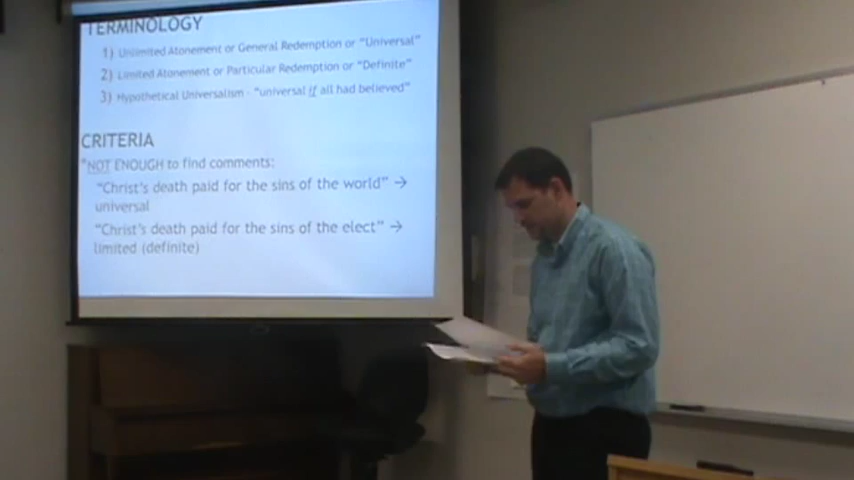 TERMINOLOGY
1) Unlimited Atonement or General Redemption or "Universal"
2) Limited Atonement or Particular Redemption or "Definite"
3) Hypothetical Universalism - "universal if all had believed"
CRITERIA
*NOT ENOUGH to find comments:
"Christ's death paid for the sins of the world" →
universal
"Christ's death paid for the sins of the elect" →
limited (definite)